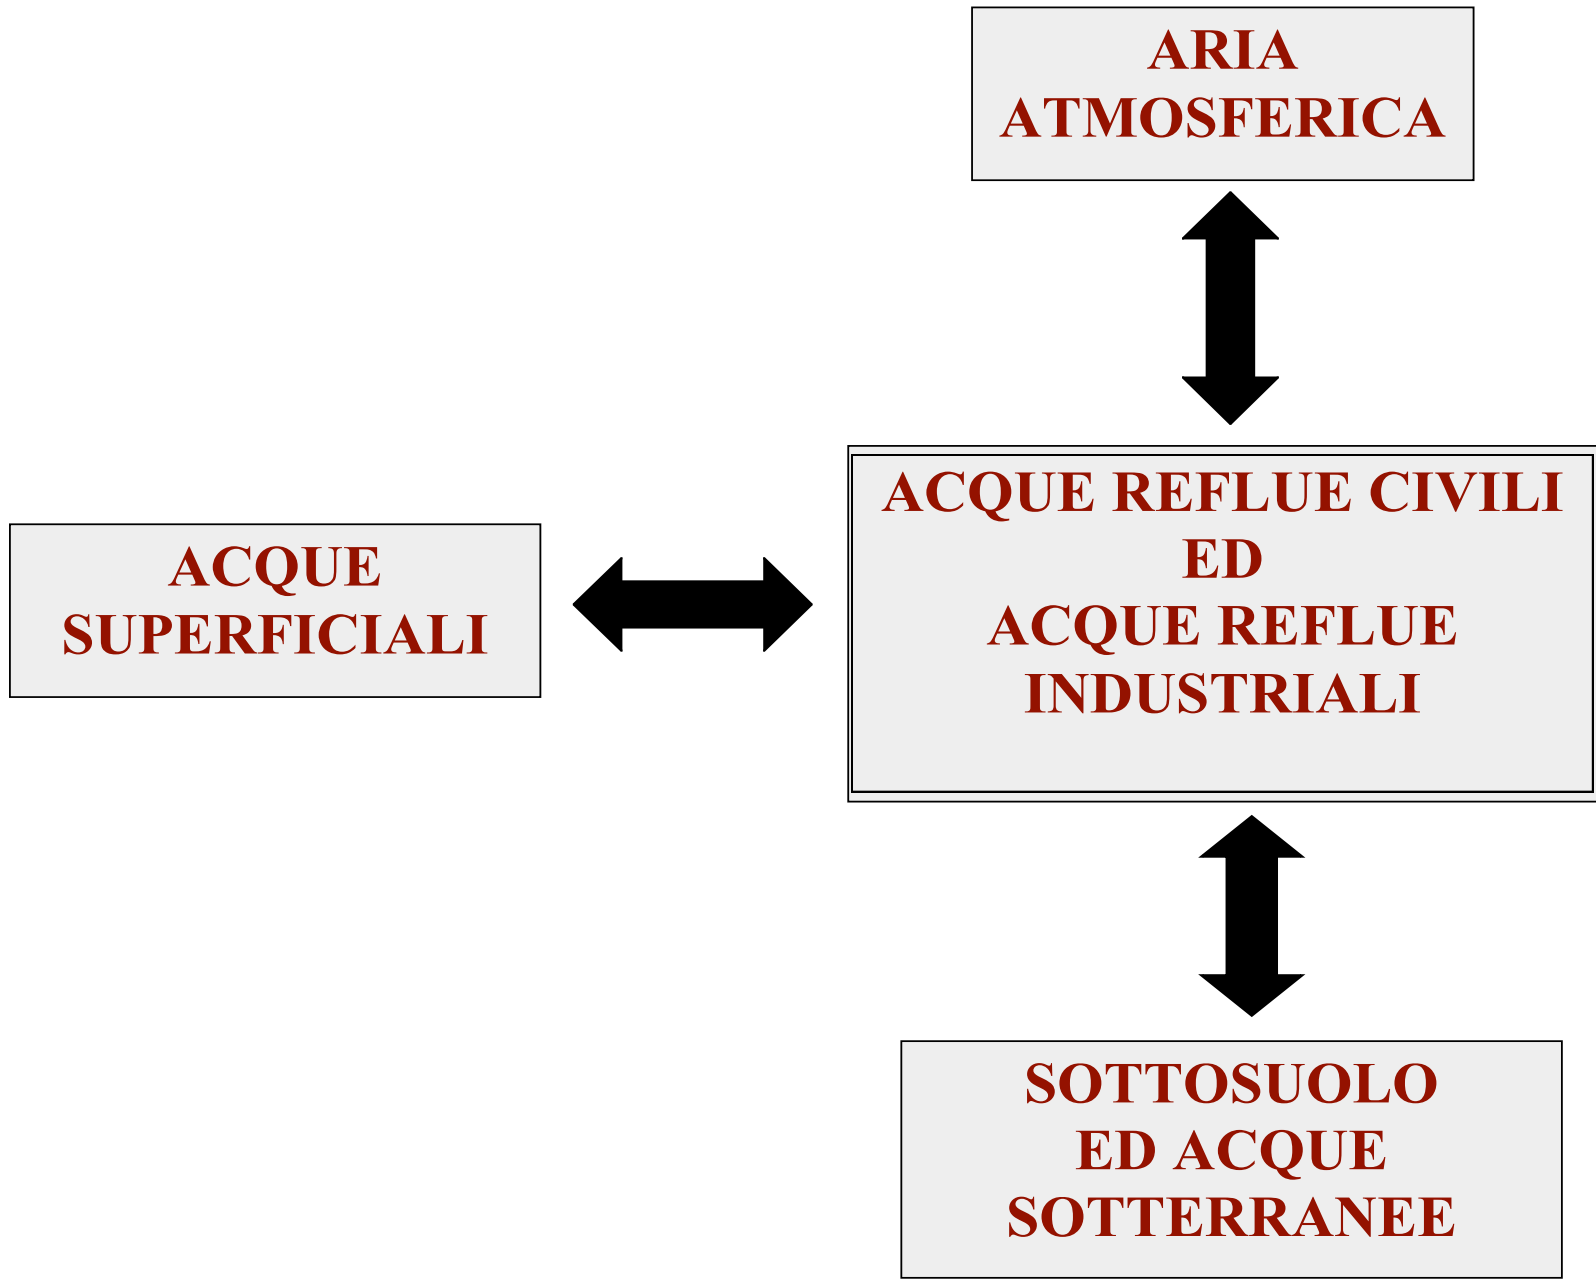 ARIA
ATMOSFERICA
ACQUE REFLUE CIVILI
ED
ACQUE REFLUE
INDUSTRIALI
ACQUE
SUPERFICIALI
SOTTOSUOLO
ED ACQUE
SOTTERRANEE